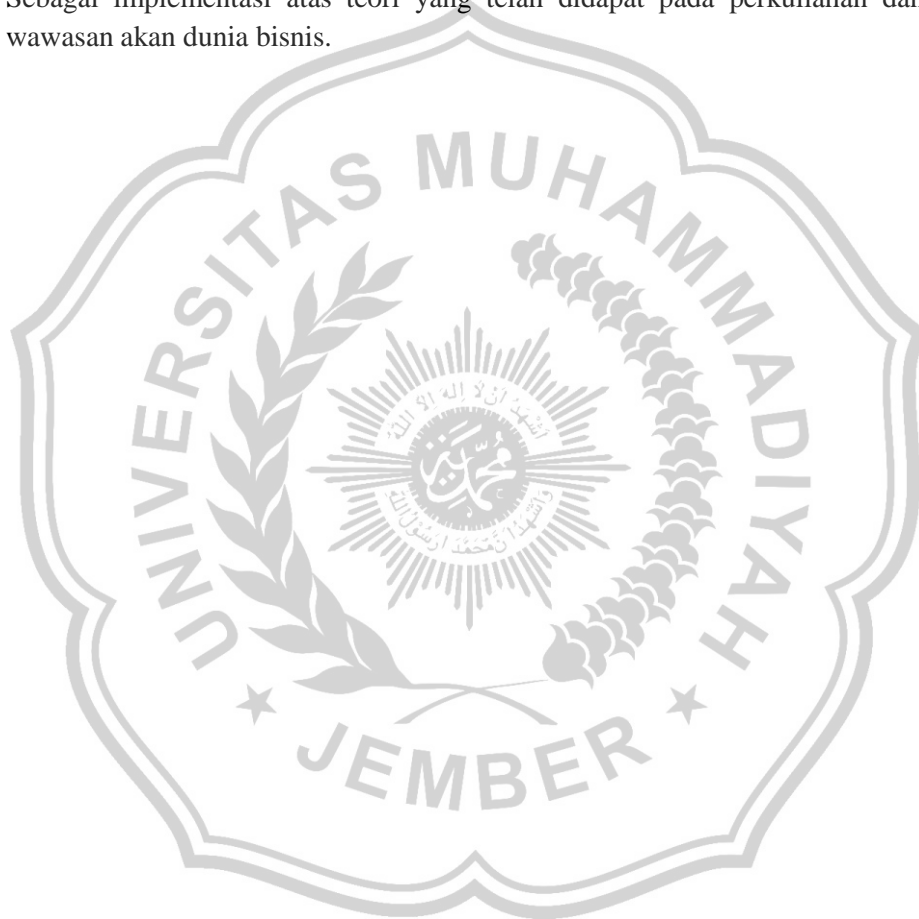 Sebagai implementasi atas teori yang telah didapat pada perkuliahan dan
wawasan akan dunia bisnis.
UNIVERSITAS MUHAMMADIYAH
JEMBER